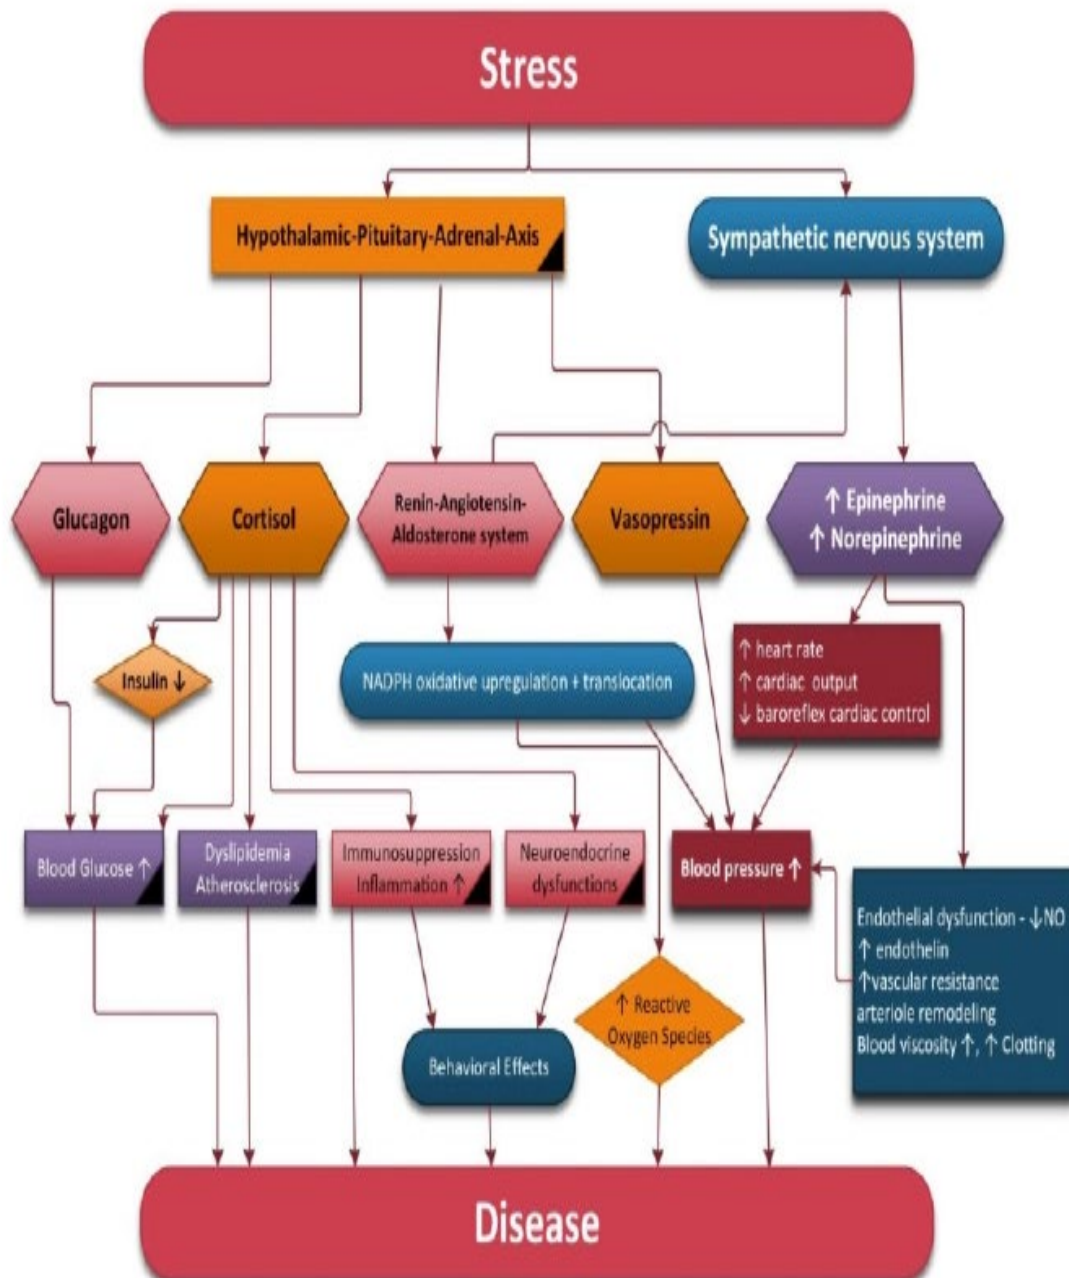 Stress
Hypothalamic-Pituitary-Adrenal-Axis
Sympathetic nervous system
Glucagon
Cortisol
Renin-Angiotensin-
Aldosterone system
Vasopressin
↑ Epinephrine
↑ Norepinephrine
Insulin ↓
NADPH oxidative upregulation + translocation
↑ heart rate
↑ cardiac output
↓ baroreflex cardiac control
Blood Glucose ↑
Dyslipidemia
Atherosclerosis
Immunosuppression
Inflammation ↑
Neuroendocrine
dysfunctions
Blood pressure ↑
Endothelial dysfunction - ↓NO
↑ endothelin
↑vascular resistance
arteriole remodeling
Blood viscosity ↑, ↑ Clotting
↑ Reactive
Oxygen Species
Behavioral Effects
Disease